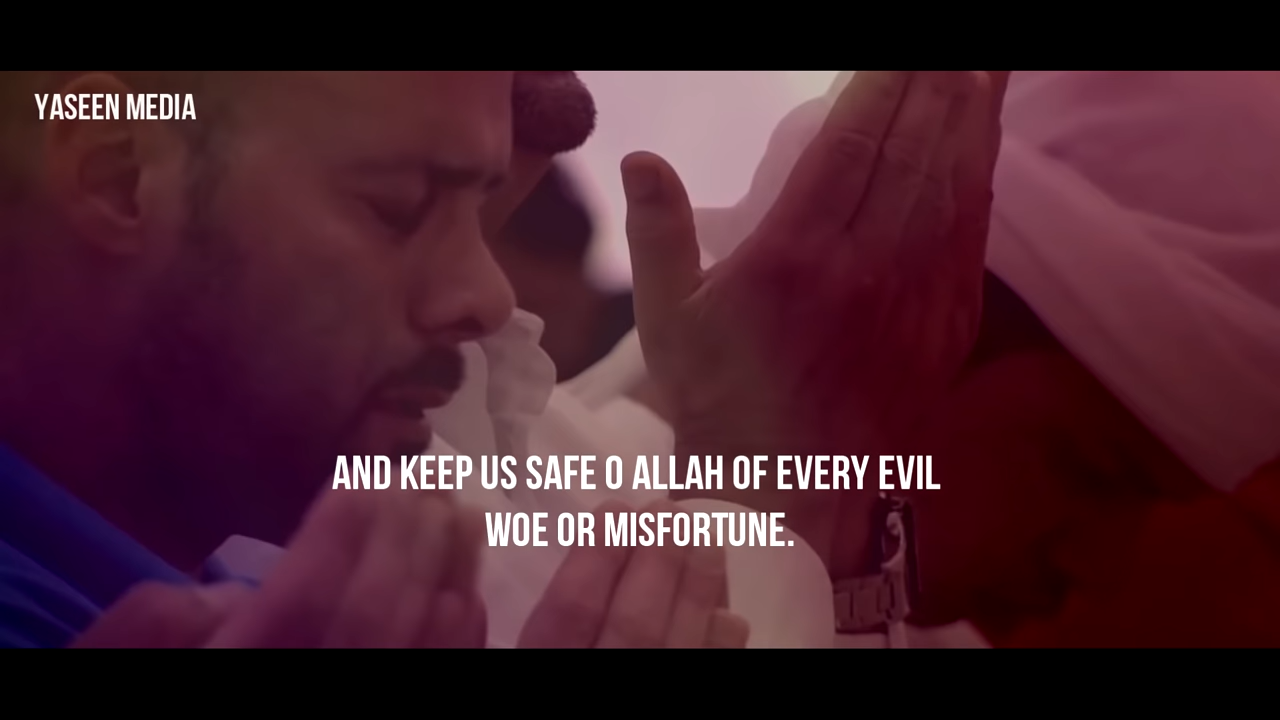 YASEEN MEDIA
AND KEEP US SAFE O ALLAH OF EVERY EVIL
WOE OR MISFORTUNE.